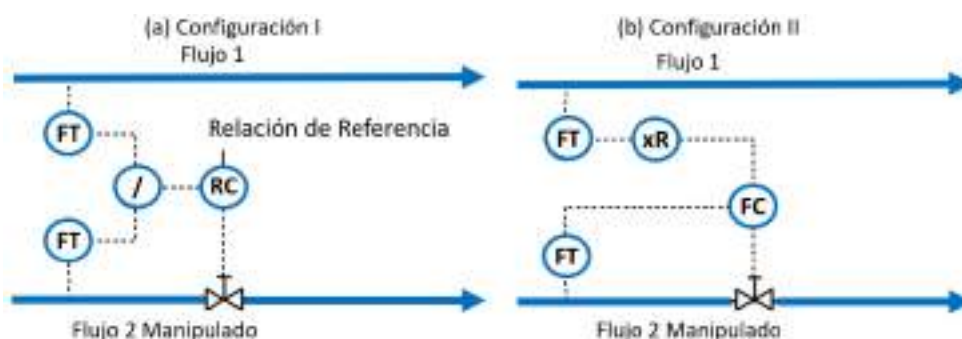 (a) Configuración I
Flujo 1
FT
Relación de Referencia
/
RC
FT
Flujo 2 Manipulado
(b) Configuración II
Flujo 1
FT
xR
FC
FT
Flujo 2 Manipulado